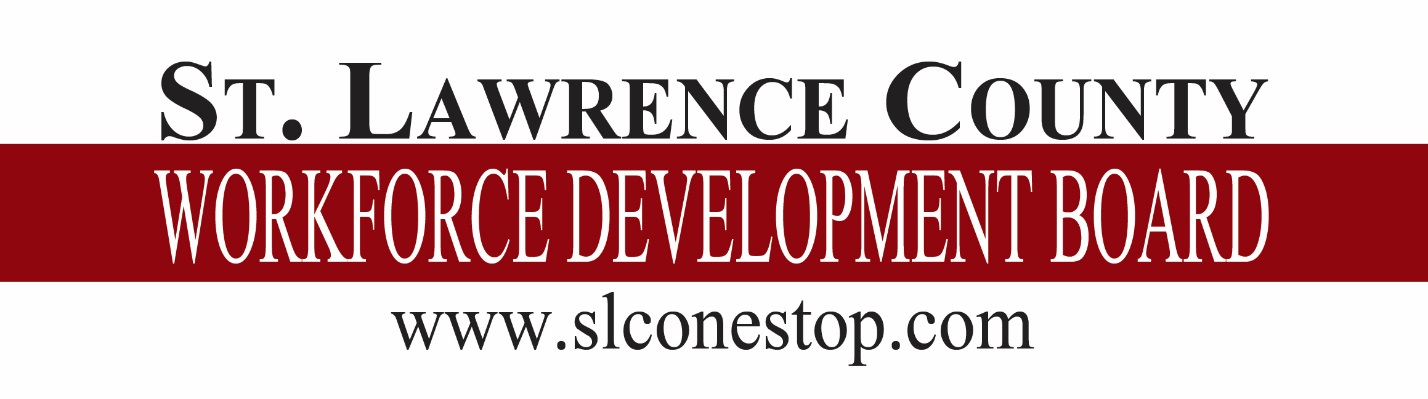 ST. LAWRENCE COUNTY
WORKFORCE DEVELOPMENT BOARD
www.slconestop.com